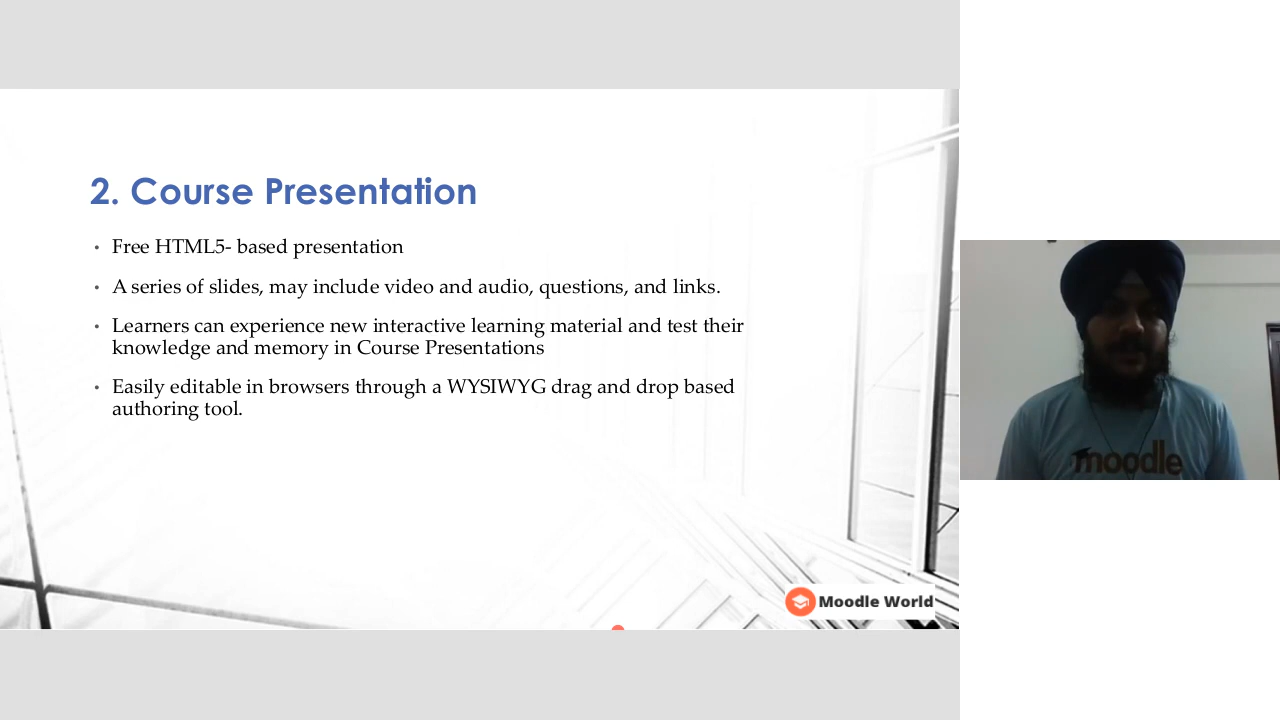 2. Course Presentation
• Free HTML5- based presentation
• A series of slides, may include video and audio, questions, and links.
• Learners can experience new interactive learning material and test their
knowledge and memory in Course Presentations
• Easily editable in browsers through a WYSIWYG drag and drop based
authoring tool.
Moodle World
moodle